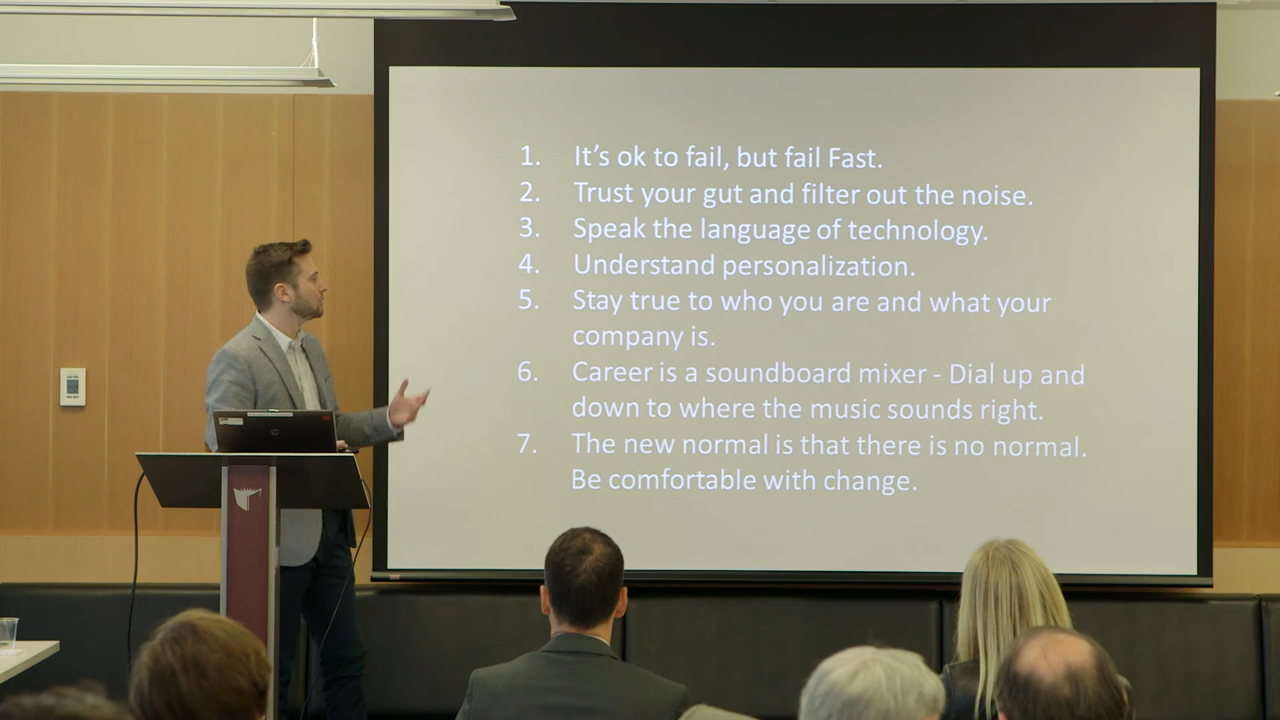 1. It's ok to fail, but fail Fast.
2. Trust your gut and filter out the noise.
3. Speak the language of technology.
4. Understand personalization.
5. Stay true to who you are and what your
company is.
6. Career is a soundboard mixer - Dial up and
down to where the music sounds right.
7. The new normal is that there is no normal.
Be comfortable with change.